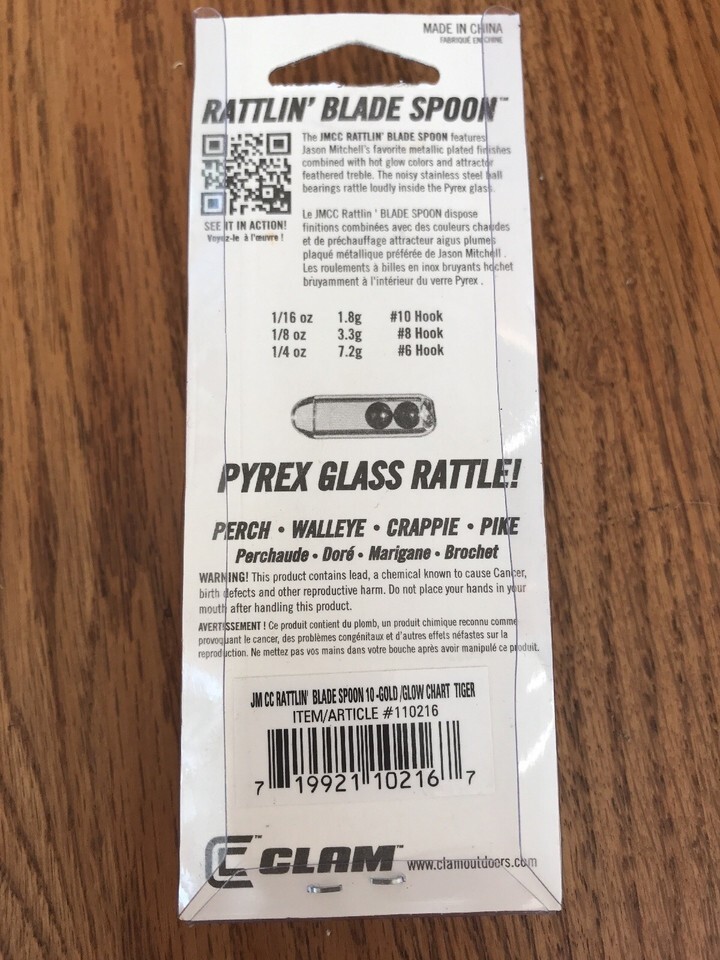 MADE IN CHINA
FABRIQUÉ EN CHINE
RATTLIN' BLADE SPOON™
The JMCC RATTLIN' BLADE SPOON features
Jason Mitchell's favorite metallic plated finishes
combined with hot glow colors and attractor
feathered treble. The noisy stainless steel ball
bearings rattle loudly inside the Pyrex glass.
SEE IT IN ACTION!
Voyez-le à l'œuvre !
Le JMCC Rattlin ' BLADE SPOON dispose
finitions combinées avec des couleurs chaudes
et de préchauffage attracteur aigus plumes
plaqué métallique préférée de Jason Mitchell .
Les roulements à billes en inox bruyants hochet
bruyamment à l'intérieur du verre Pyrex .
1/16 oz 1.8g #10 Hook
1/8 oz 3.3g #8 Hook
1/4 oz 7.2g #6 Hook
PYREX GLASS RATTLE!
PERCH • WALLEYE • CRAPPIE • PIKE
Perchaude • Doré • Marigane • Brochet
WARNING! This product contains lead, a chemical known to cause Cancer,
birth defects and other reproductive harm. Do not place your hands in your
mouth after handling this product.
AVERTISSEMENT ! Ce produit contient du plomb, un produit chimique reconnu comme
provoquant le cancer, des problèmes congénitaux et d'autres effets néfastes sur la
reproduction. Ne mettez pas vos mains dans votre bouche après avoir manipulé ce produit.
JM CC RATTLIN' BLADE SPOON 10 -GOLD /GLOW CHART TIGER
ITEM/ARTICLE #110216
7 19921 10216 7
CLAM™ www.clamoutdoors.com